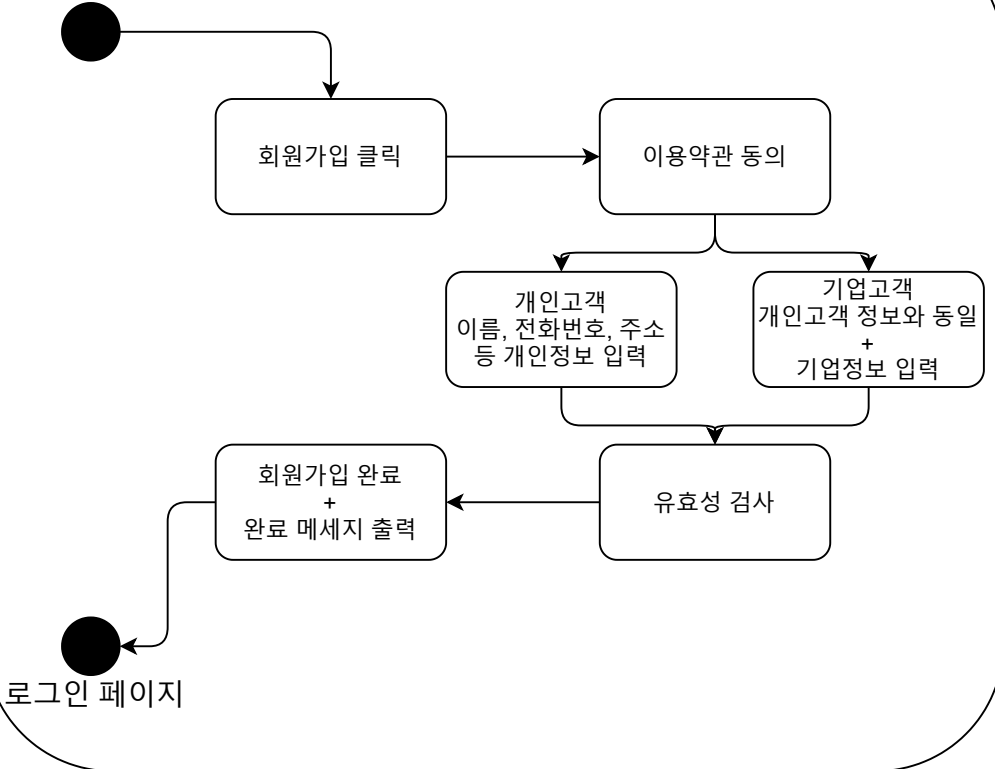 회원가입 클릭
이용약관 동의
개인고객
이름, 전화번호, 주소
등 개인정보 입력
기업고객
개인고객 정보와 동일
+
기업정보 입력
유효성 검사
회원가입 완료
+
완료 메세지 출력
로그인 페이지